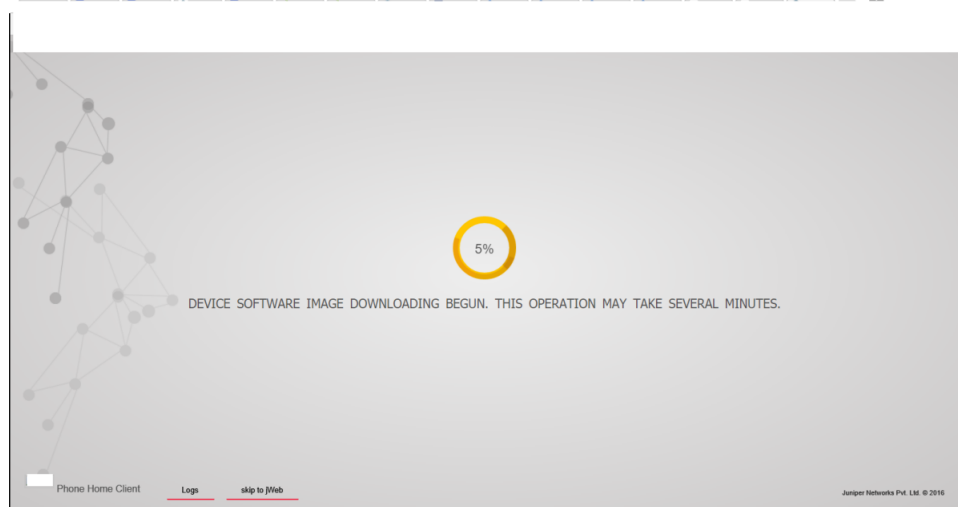 5%
DEVICE SOFTWARE IMAGE DOWNLOADING BEGUN. THIS OPERATION MAY TAKE SEVERAL MINUTES.
Phone Home Client Logs skip to JWeb Juniper Networks Pvt. Ltd. © 2016